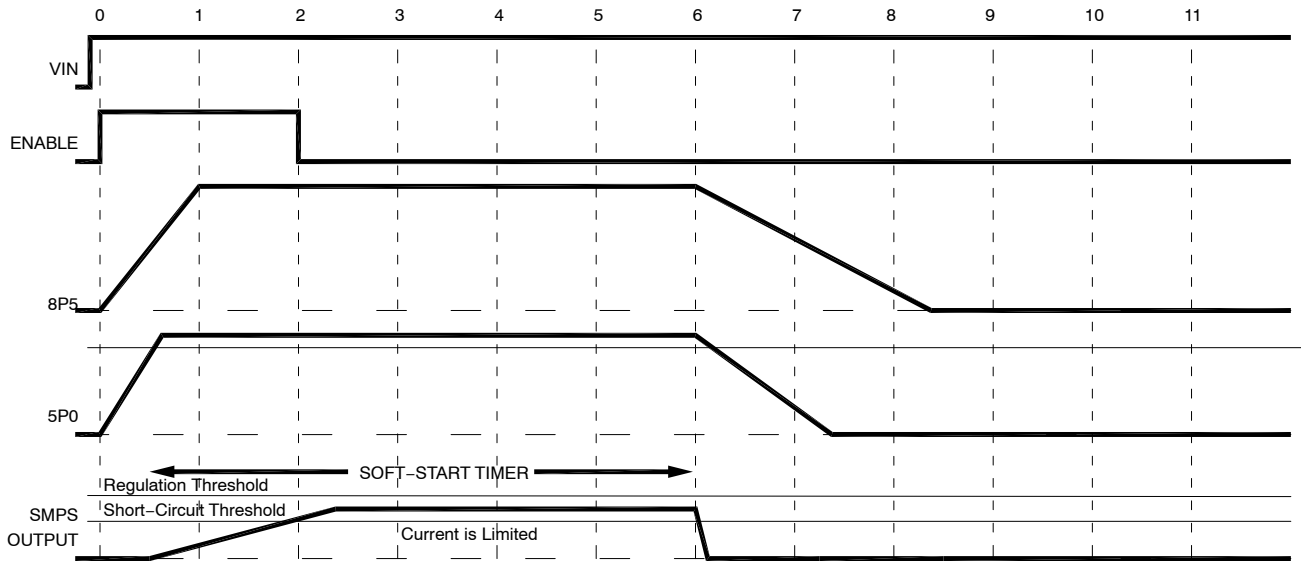 0 1 2 3 4 5 6 7 8 9 10 11
VIN
ENABLE
8P5
5P0
SOFT−START TIMER
Regulation Threshold
Short−Circuit Threshold
SMPS
OUTPUT
Current is Limited